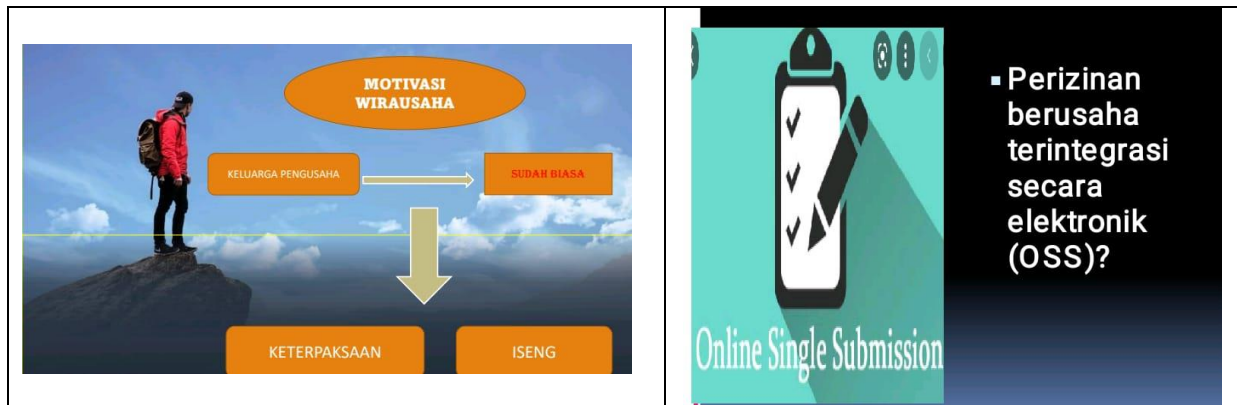 MOTIVASI
WIRAUSAHA
KELUARGA PENGUSAHA
SUDAH BIASA
KETERPAKSAAN
ISENG
Online Single Submission
▪ Perizinan
berusaha
terintegrasi
secara
elektronik
(OSS)?